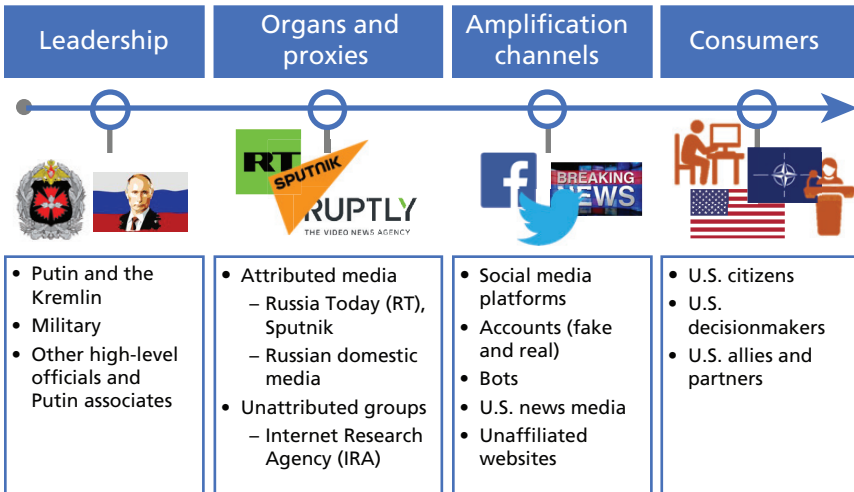 Leadership
Organs and
proxies
Amplification
channels
Consumers
RT
SPUTNIK
RUPTLY
THE VIDEO NEWS AGENCY
f
BREAKING
NEWS
• Putin and the
Kremlin
• Military
• Other high-level
officials and
Putin associates
• Attributed media
– Russia Today (RT),
Sputnik
– Russian domestic
media
• Unattributed groups
– Internet Research
Agency (IRA)
• Social media
platforms
• Accounts (fake
and real)
• Bots
• U.S. news media
• Unaffiliated
websites
• U.S. citizens
• U.S.
decisionmakers
• U.S. allies and
partners